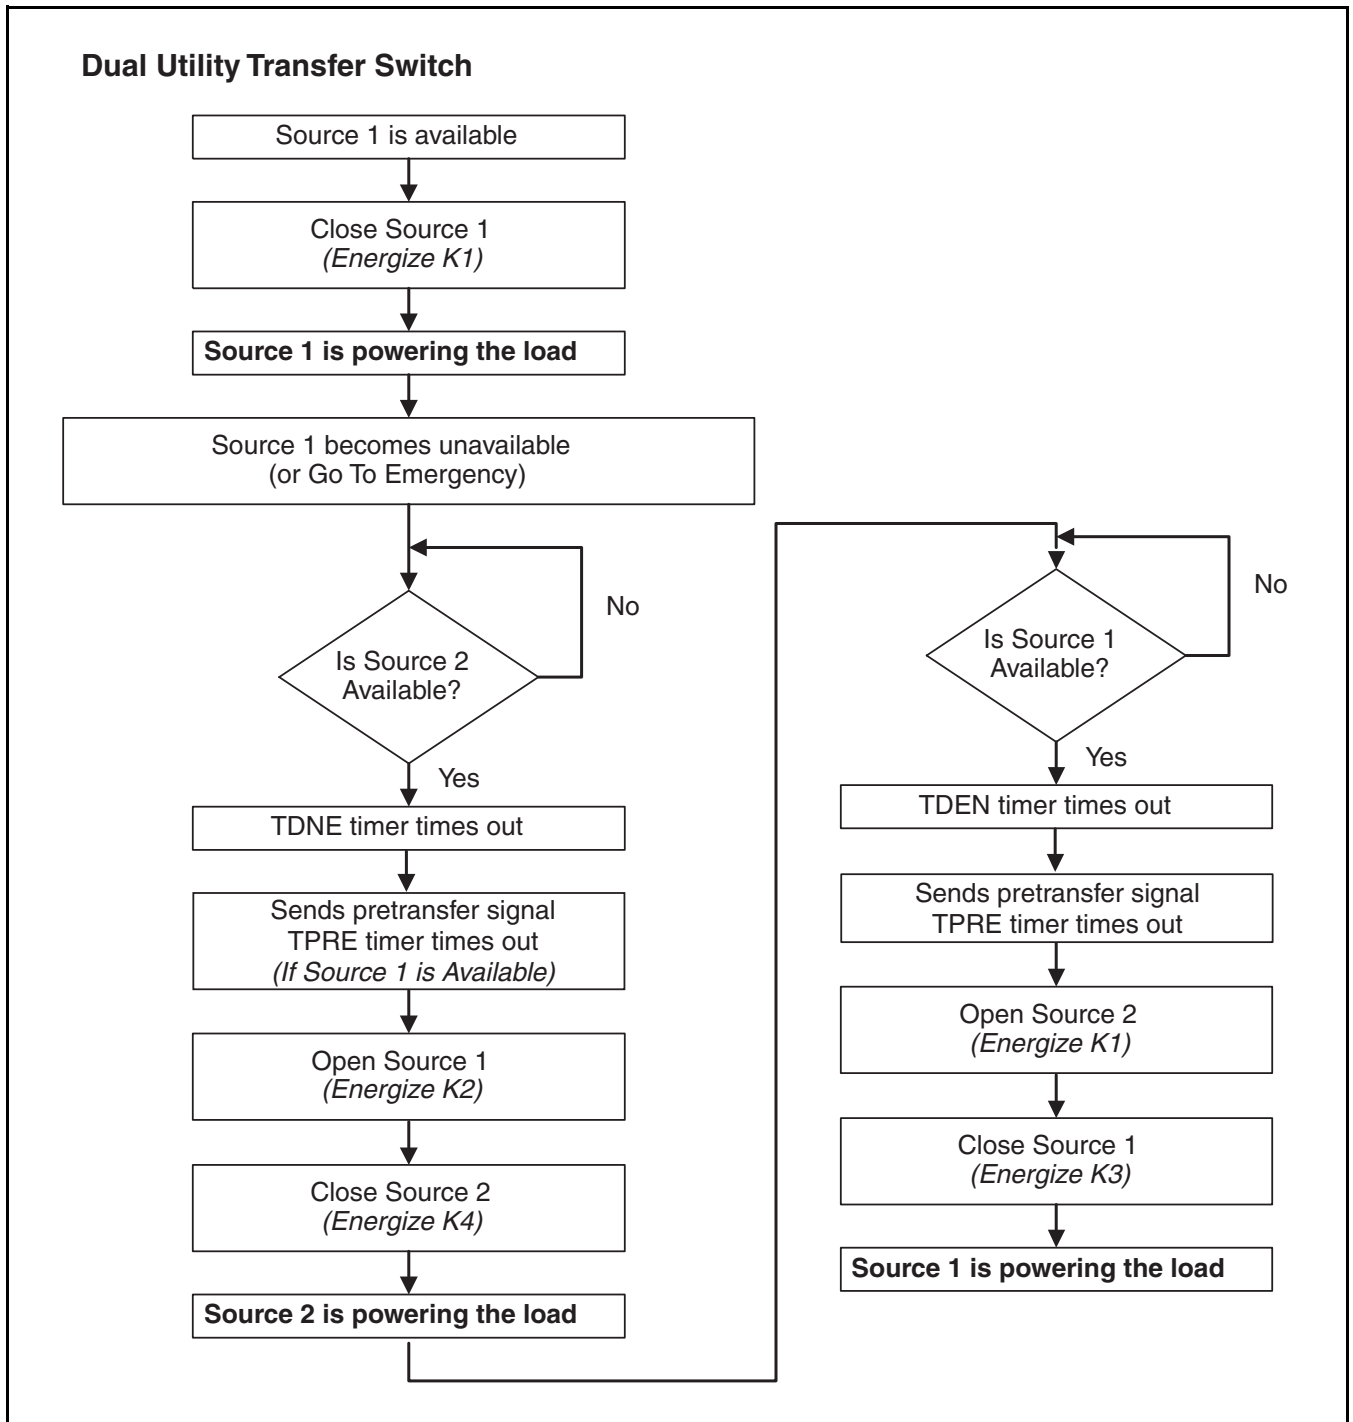 Dual Utility Transfer Switch
Source 1 is available
Close Source 1
(Energize K1)
Source 1 is powering the load
Source 1 becomes unavailable
(or Go To Emergency)
No
Is Source 2
Available?
Yes
TDNE timer times out
Sends pretransfer signal
TPRE timer times out
(If Source 1 is Available)
Open Source 1
(Energize K2)
Close Source 2
(Energize K4)
Source 2 is powering the load
No
Is Source 1
Available?
Yes
TDEN timer times out
Sends pretransfer signal
TPRE timer times out
Open Source 2
(Energize K1)
Close Source 1
(Energize K3)
Source 1 is powering the load